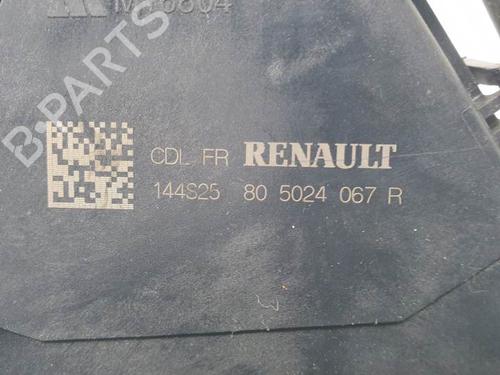 CDL FR RENAULT
144S25 80 5024 067 R
B-PARTS